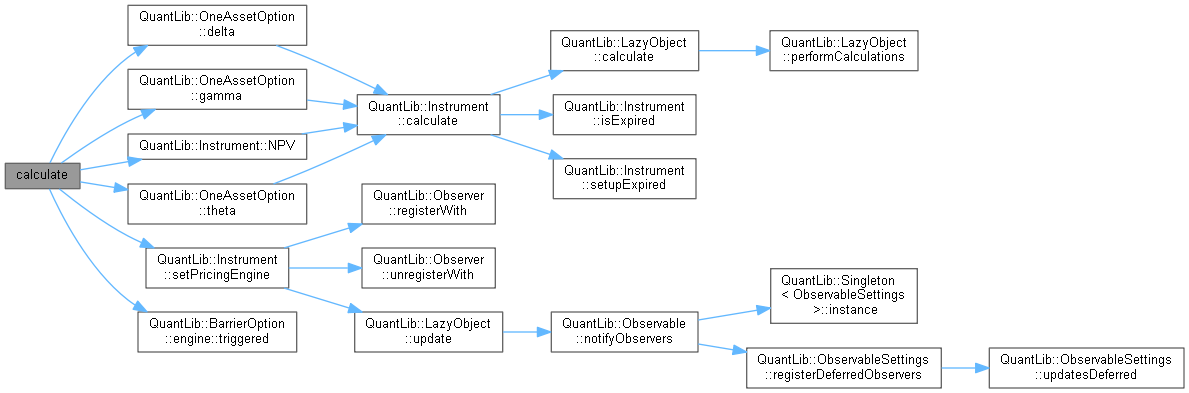 calculate
QuantLib::OneAssetOption
::delta
QuantLib::OneAssetOption
::gamma
QuantLib::Instrument::NPV
QuantLib::OneAssetOption
::theta
QuantLib::Instrument
::setPricingEngine
QuantLib::BarrierOption
::engine::triggered
QuantLib::Instrument
::calculate
QuantLib::Observer
::registerWith
QuantLib::Observer
::unregisterWith
QuantLib::LazyObject
::update
QuantLib::LazyObject
::calculate
QuantLib::Instrument
::isExpired
QuantLib::Instrument
::setupExpired
QuantLib::Observable
::notifyObservers
QuantLib::LazyObject
::performCalculations
QuantLib::Singleton
< ObservableSettings
>::instance
QuantLib::ObservableSettings
::registerDeferredObservers
QuantLib::ObservableSettings
::updatesDeferred